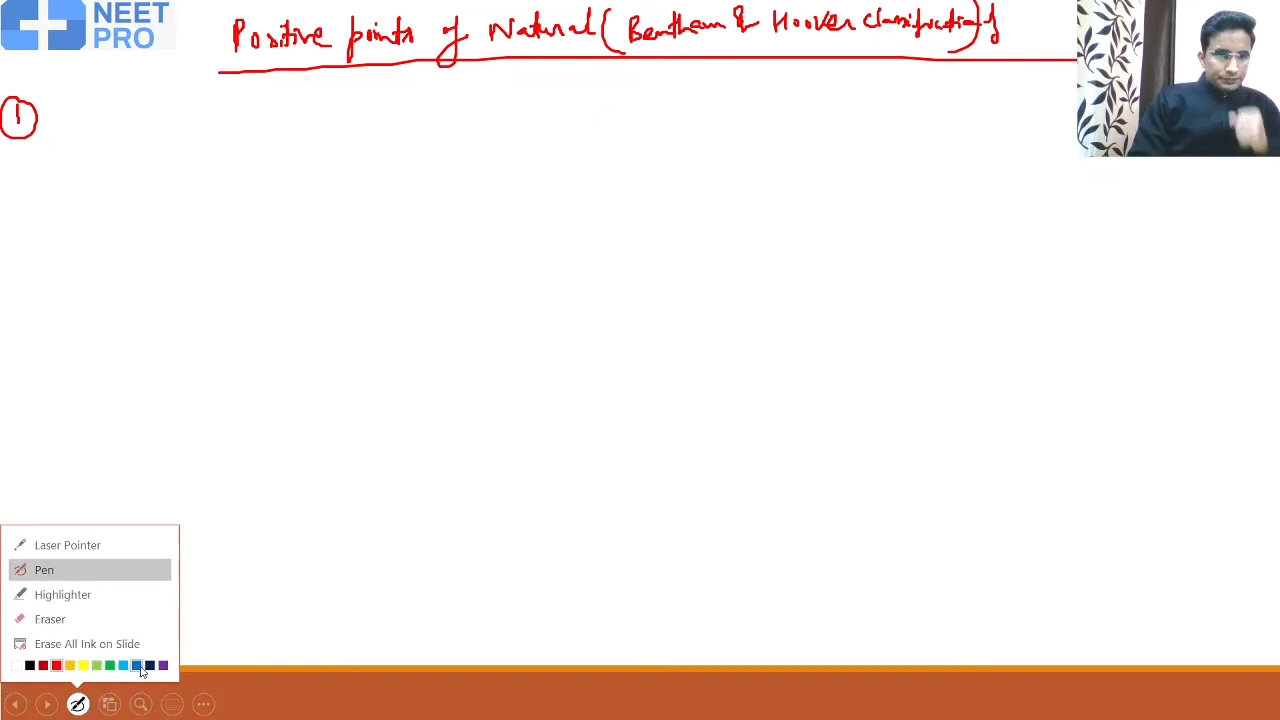 NEET
PRO
Positive points of Natural (Bentham & Hoover classification)
①
Laser Pointer
Pen
Highlighter
Eraser
Erase All Ink on Slide